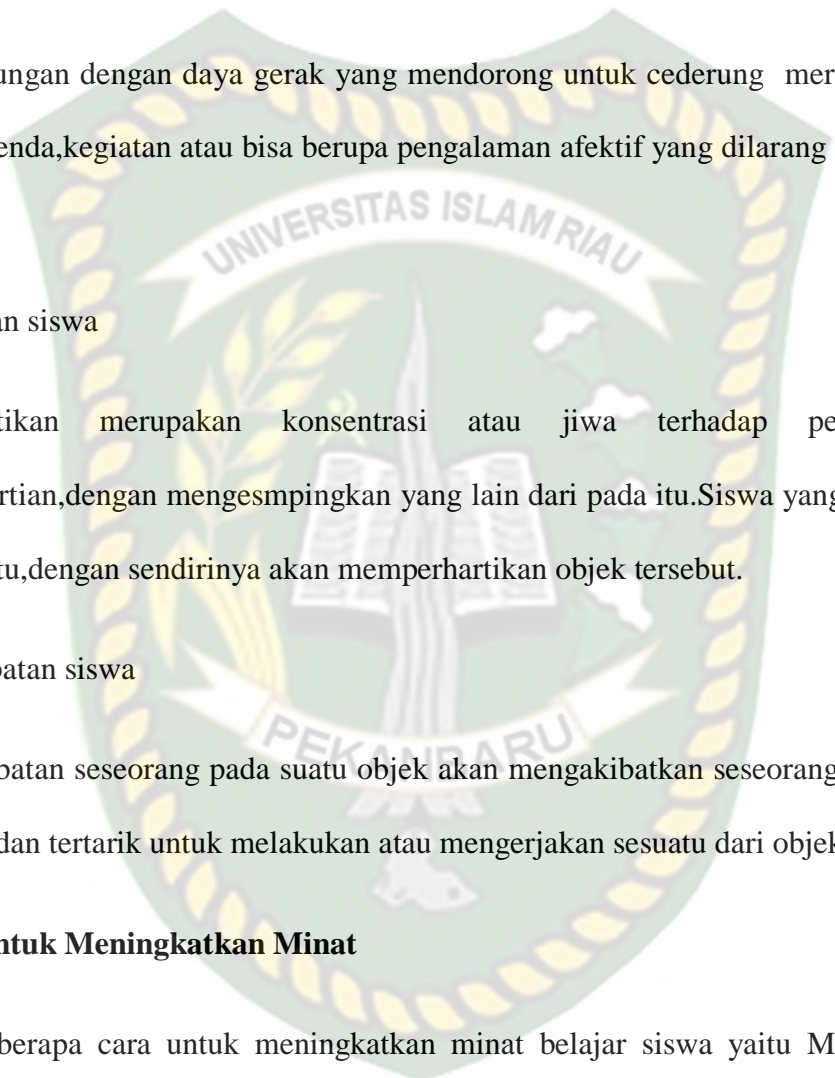 ungan dengan daya gerak yang mendorong untuk cederung mer
enda,kegiatan atau bisa berupa pengalaman afektif yang dilarang
UNIVERSITAS ISLAM RIAU
an siswa
tikan merupakan konsentrasi atau jiwa terhadap pe
rtian,dengan mengesmpingkan yang lain dari pada itu.Siswa yang
tu,dengan sendirinya akan memperhartikan objek tersebut.
batan siswa
PEKANBARU
batan seseorang pada suatu objek akan mengakibatkan seseorang
dan tertarik untuk melakukan atau mengerjakan sesuatu dari objek
ntuk Meningkatkan Minat
berapa cara untuk meningkatkan minat belajar siswa yaitu M